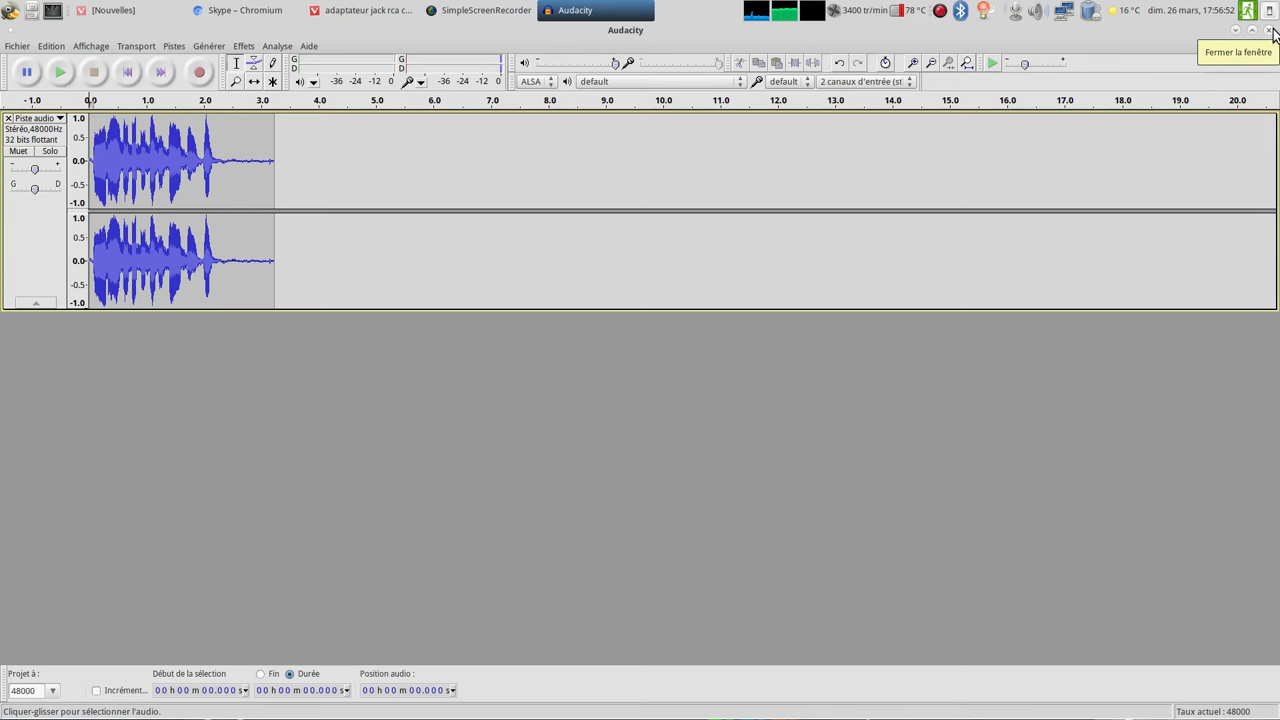 [Nouvelles] Skype – Chromium adaptateur jack rca c... SimpleScreenRecorder Audacity 3400 tr/min 78 °C 16 °C dim. 26 mars, 17:56:52
Audacity
Fermer la fenêtre
Fichier Edition Affichage Transport Pistes Générer Effets Analyse Aide
G
D
-36 -24 -12 0
G
D
-36 -24 -12 0
ALSA default default 2 canaux d'entrée (st
-1.0 0.0 1.0 2.0 3.0 4.0 5.0 6.0 7.0 8.0 9.0 10.0 11.0 12.0 13.0 14.0 15.0 16.0 17.0 18.0 19.0 20.0
Piste audio
Stéréo,48000Hz
32 bits flottant
Muet Solo
- +
G D
1.0
0.5
0.0
-0.5
-1.0
1.0
0.5
0.0
-0.5
-1.0
Projet à : Début de la sélection Fin Durée Position audio :
48000 Incrément... 00 h 00 m 00.000 s 00 h 00 m 00.000 s 00 h 00 m 00.000 s
Cliquer-glisser pour sélectionner l'audio. Taux actuel : 48000